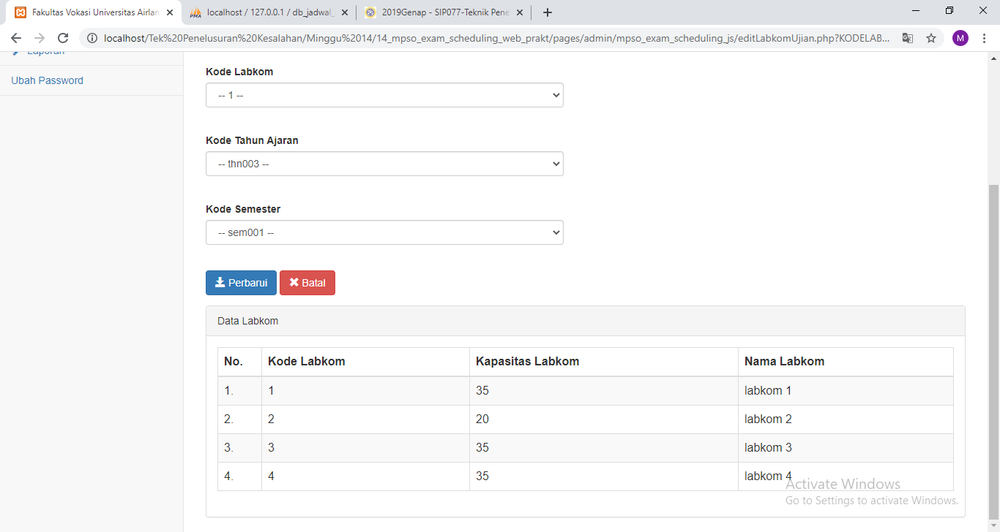 Fakultas Vokasi Universitas Airlan
localhost / 127.0.0.1 / db_jadwal_
2019Genap - SIP077-Teknik Pene
localhost/Tek%20Penelusuran%20Kesalahan/Minggu%2014/14_mpso_exam_scheduling_web_prakt/pages/admin/mpso_exam_scheduling_js/editLabkomUjian.php?KODELAB...
M
Laporan
Ubah Password
Kode Labkom
-- 1 --
Kode Tahun Ajaran
-- thn003 --
Kode Semester
-- sem001 --
Perbarui Batal
Data Labkom
No. Kode Labkom Kapasitas Labkom Nama Labkom
1. 1 35 labkom 1
2. 2 20 labkom 2
3. 3 35 labkom 3
4. 4 35 labkom 4
Activate Windows
Go to Settings to activate Windows.